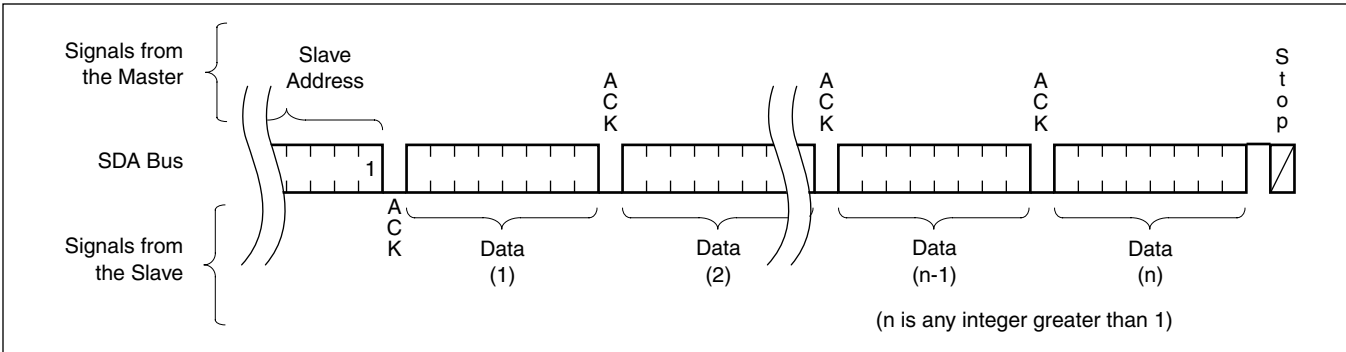 Signals from
the Master
Slave
Address
A
C
K
A
C
K
A
C
K
S
t
o
p
SDA Bus
1
A
C
K
Signals from
the Slave
Data
(1)
Data
(2)
Data
(n-1)
Data
(n)
(n is any integer greater than 1)